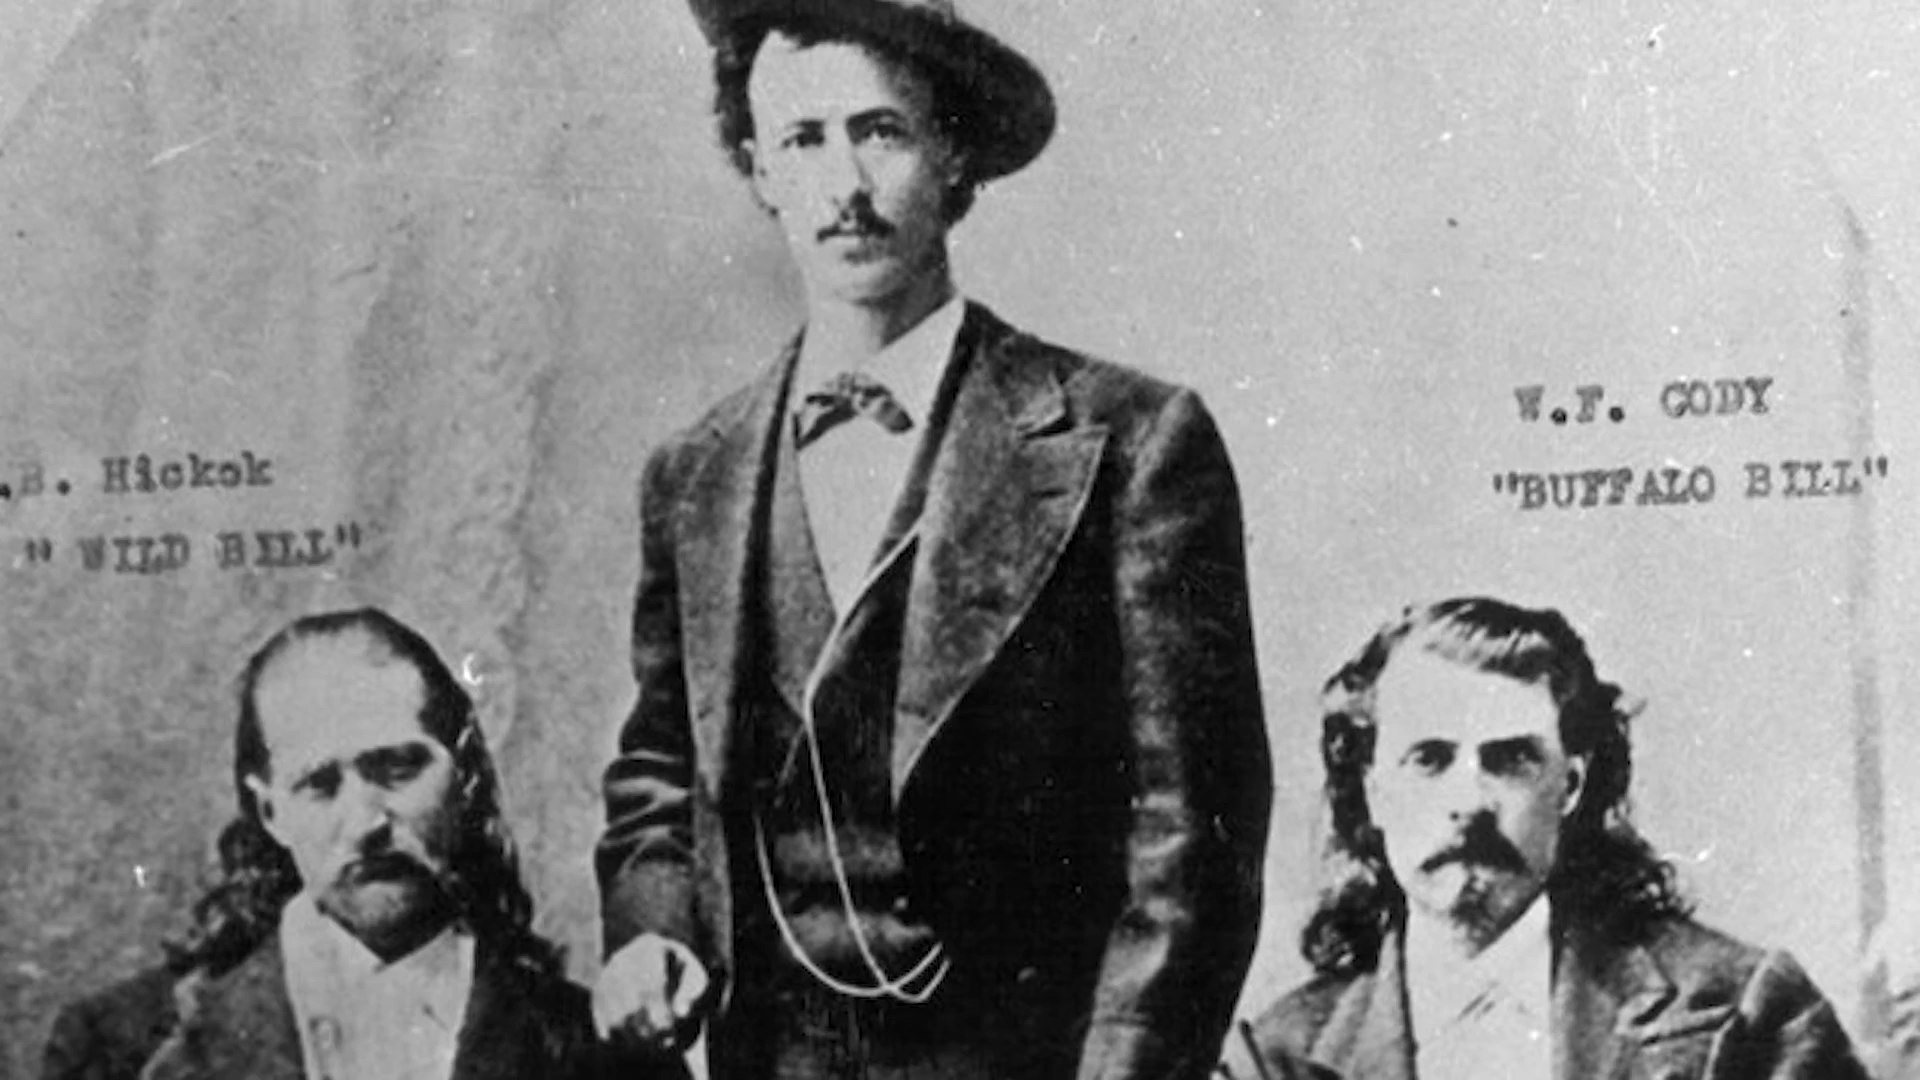 .B. Hickok
" WILD BILL"
W.F. CODY
"BUFFALO BILL"